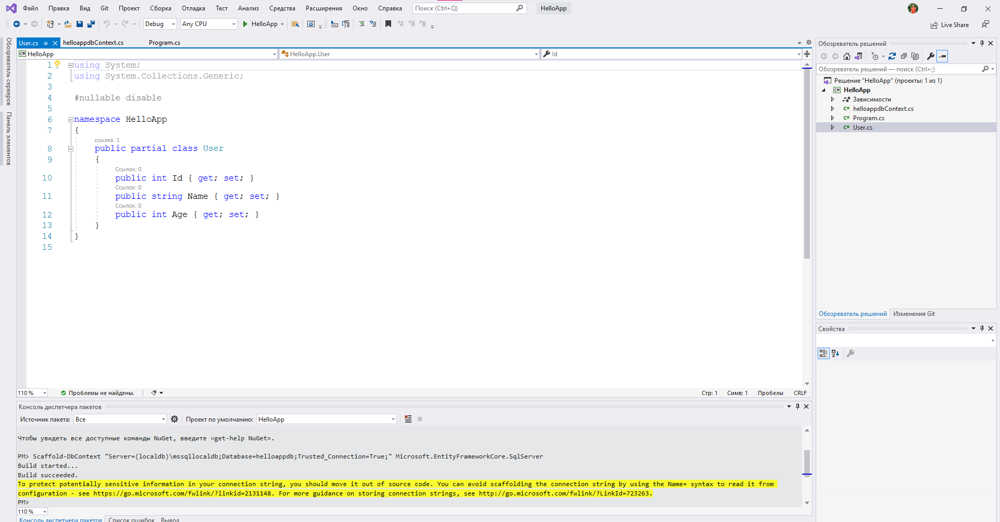 Файл Правка Вид Git Проект Сборка Отладка Тест Анализ Средства Расширения Окно Справка Поиск (Ctrl+Q) HelloApp
Debug Any CPU HelloApp Live Share
Обозреватель серверов
Панель элементов
User.cs helloappdbContext.cs Program.cs
HelloApp HelloApp.User Id
1 using System;
2 using System.Collections.Generic;
3
4 #nullable disable
5
6 namespace HelloApp
7 {
ссылка: 1
8 public partial class User
9 {
Ссылок: 0
10 public int Id { get; set; }
Ссылок: 0
11 public string Name { get; set; }
Ссылок: 0
12 public int Age { get; set; }
13 }
14 }
15
110 % Проблемы не найдены. Стр: 1 Симв: 1 Пробелы CRLF
Консоль диспетчера пакетов
Источник пакета: Все Проект по умолчанию: HelloApp
Чтобы увидеть все доступные команды NuGet, введите «get-help NuGet».
PM> Scaffold-DbContext "Server=(localdb)\mssqllocaldb;Database=helloappdb;Trusted_Connection=True;" Microsoft.EntityFrameworkCore.SqlServer
Build started...
Build succeeded.
To protect potentially sensitive information in your connection string, you should move it out of source code. You can avoid scaffolding the connection string by using the Name= syntax to read it from
configuration - see https://go.microsoft.com/fwlink/?linkid=2131148. For more guidance on storing connection strings, see http://go.microsoft.com/fwlink/?LinkId=723263.
PM>
110 %
Консоль диспетчера пакетов Список ошибок Вывод
Обозреватель решений
Обозреватель решений — поиск (Ctrl+;)
Решение "HelloApp" (проекты: 1 из 1)
C# HelloApp
Зависимости
C# helloappdbContext.cs
C# Program.cs
C# User.cs
Обозреватель решений Изменения Git
Свойства